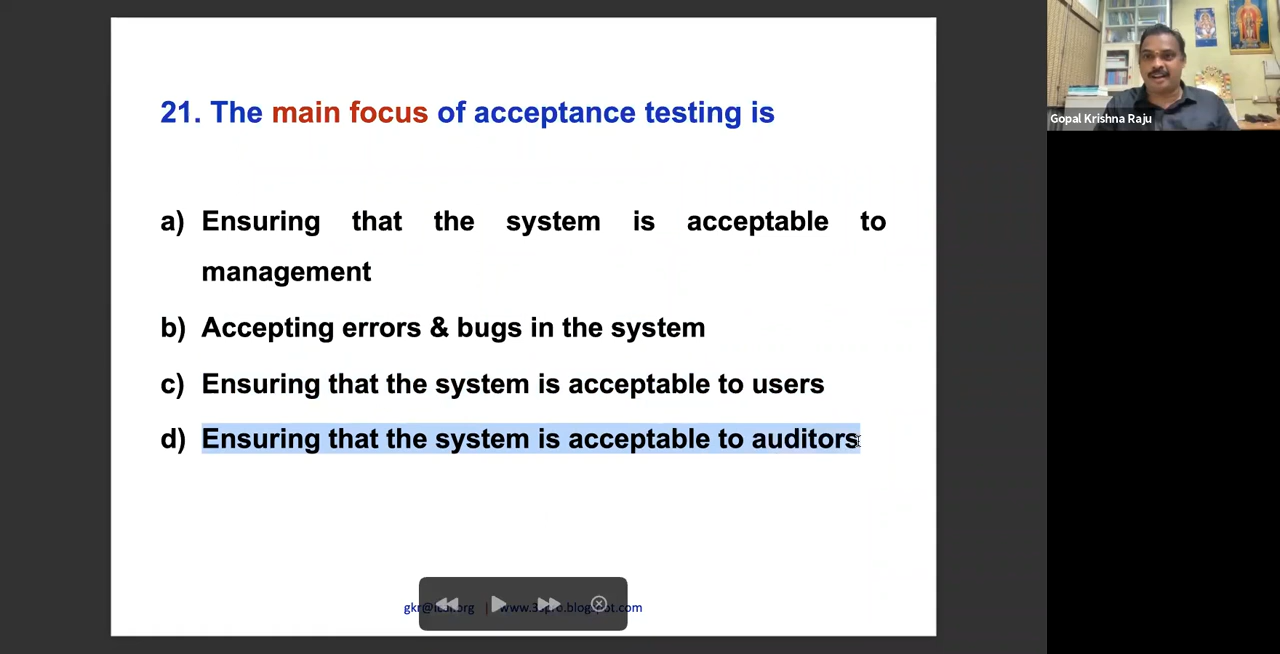 21. The main focus of acceptance testing is
a) Ensuring that the system is acceptable to
management
b) Accepting errors & bugs in the system
c) Ensuring that the system is acceptable to users
d) Ensuring that the system is acceptable to auditors
Gopal Krishna Raju